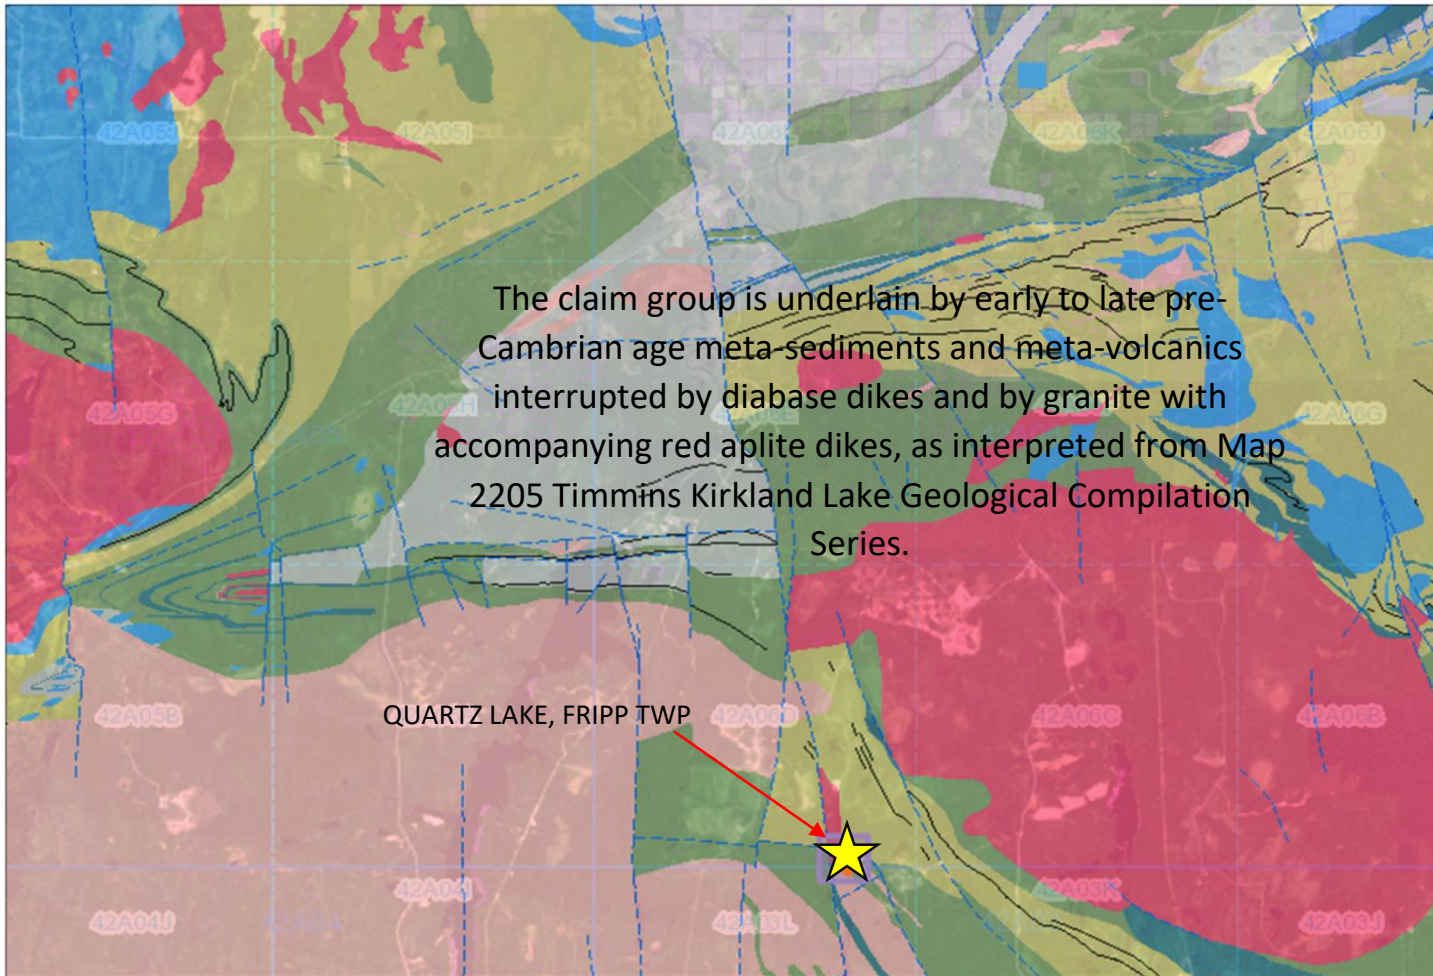 42A05J
42A05I
42A06K
42A06J
The claim group is underlain by early to late pre-
Cambrian age meta-sediments and meta-volcanics
interrupted by diabase dikes and by granite with
accompanying red aplite dikes, as interpreted from Map
2205 Timmins Kirkland Lake Geological Compilation
Series.
42A05G
42A05H
42A06G
QUARTZ LAKE, FRIPP TWP
42A05B
42A06D
42A06C
42A06B
42A04J
42A04
42A04I
42A03L
42A03K
42A03J